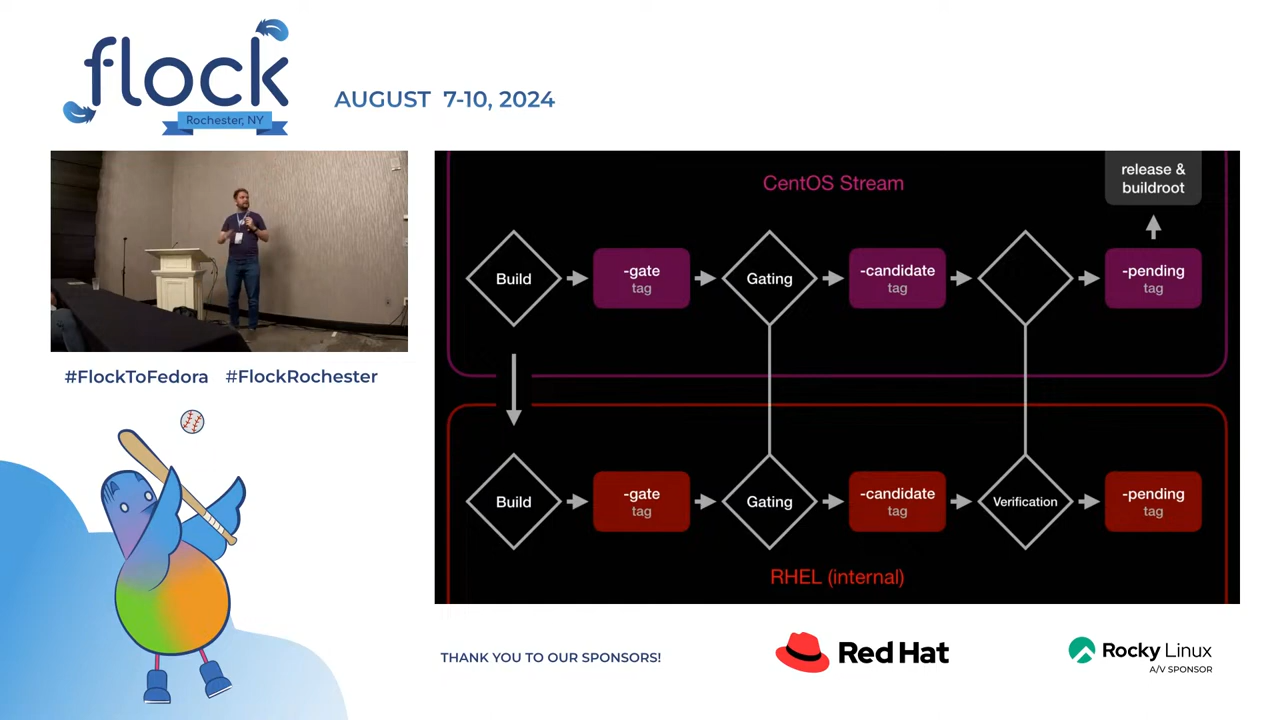 flock
Rochester, NY
AUGUST 7-10, 2024
CentOS Stream
release &
buildroot
Build
-gate
tag
Gating
-candidate
tag
-pending
tag
#FlockToFedora #FlockRochester
Build
-gate
tag
Gating
-candidate
tag
Verification
-pending
tag
RHEL (internal)
THANK YOU TO OUR SPONSORS!
Red Hat
Rocky Linux
A/V SPONSOR